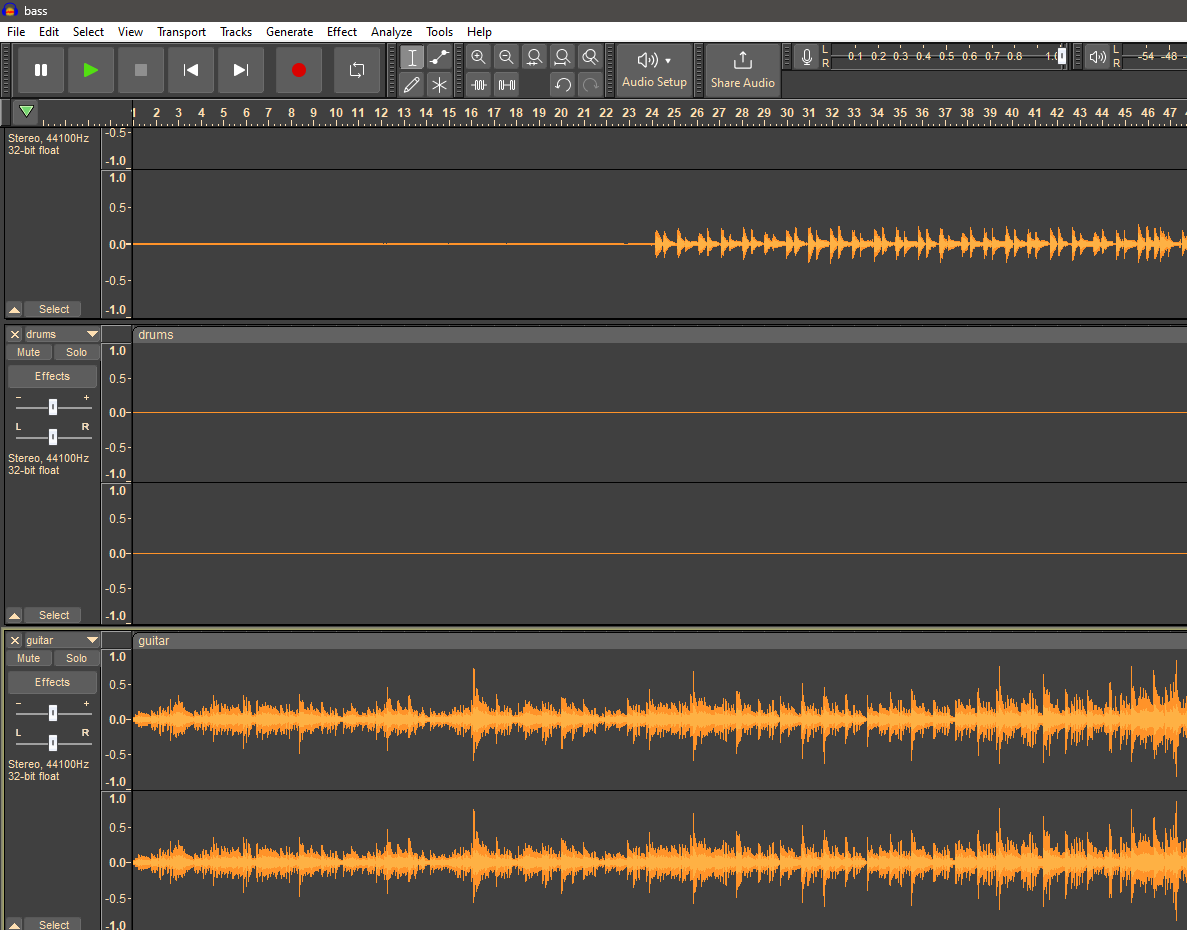 bass
File Edit Select View Transport Tracks Generate Effect Analyze Tools Help
Audio Setup Share Audio
L
R
0.1 0.2 0.3 0.4 0.5 0.6 0.7 0.8 1.0
L
R
-54 -48
1 2 3 4 5 6 7 8 9 10 11 12 13 14 15 16 17 18 19 20 21 22 23 24 25 26 27 28 29 30 31 32 33 34 35 36 37 38 39 40 41 42 43 44 45 46 47
Stereo, 44100Hz
32-bit float
-0.5
-1.0
1.0
0.5
0.0
-0.5
-1.0
Select
drums
drums
Mute Solo
Effects
- +
L R
Stereo, 44100Hz
32-bit float
1.0
0.5
0.0
-0.5
-1.0
1.0
0.5
0.0
-0.5
-1.0
Select
guitar
guitar
Mute Solo
Effects
- +
L R
Stereo, 44100Hz
32-bit float
1.0
0.5
0.0
-0.5
-1.0
1.0
0.5
0.0
-0.5
-1.0
Select